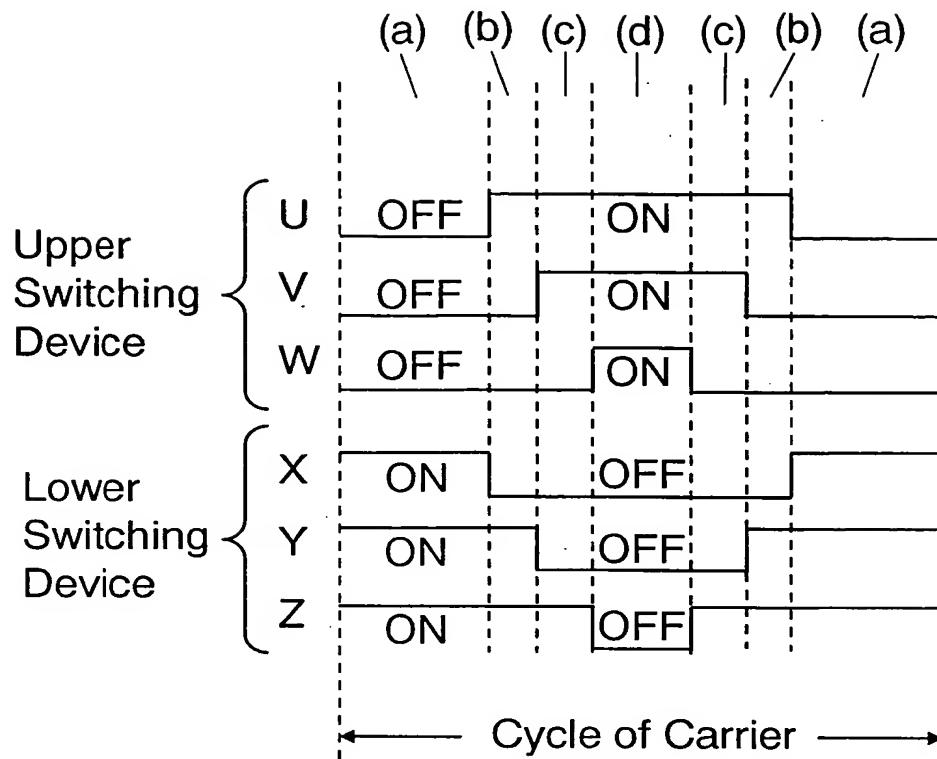 (a) (b) (c) (d) (c) (b) (a)
Upper
Switching
Device
U OFF ON
V OFF ON
W OFF ON
Lower
Switching
Device
X ON OFF
Y ON OFF
Z ON OFF
Cycle of Carrier